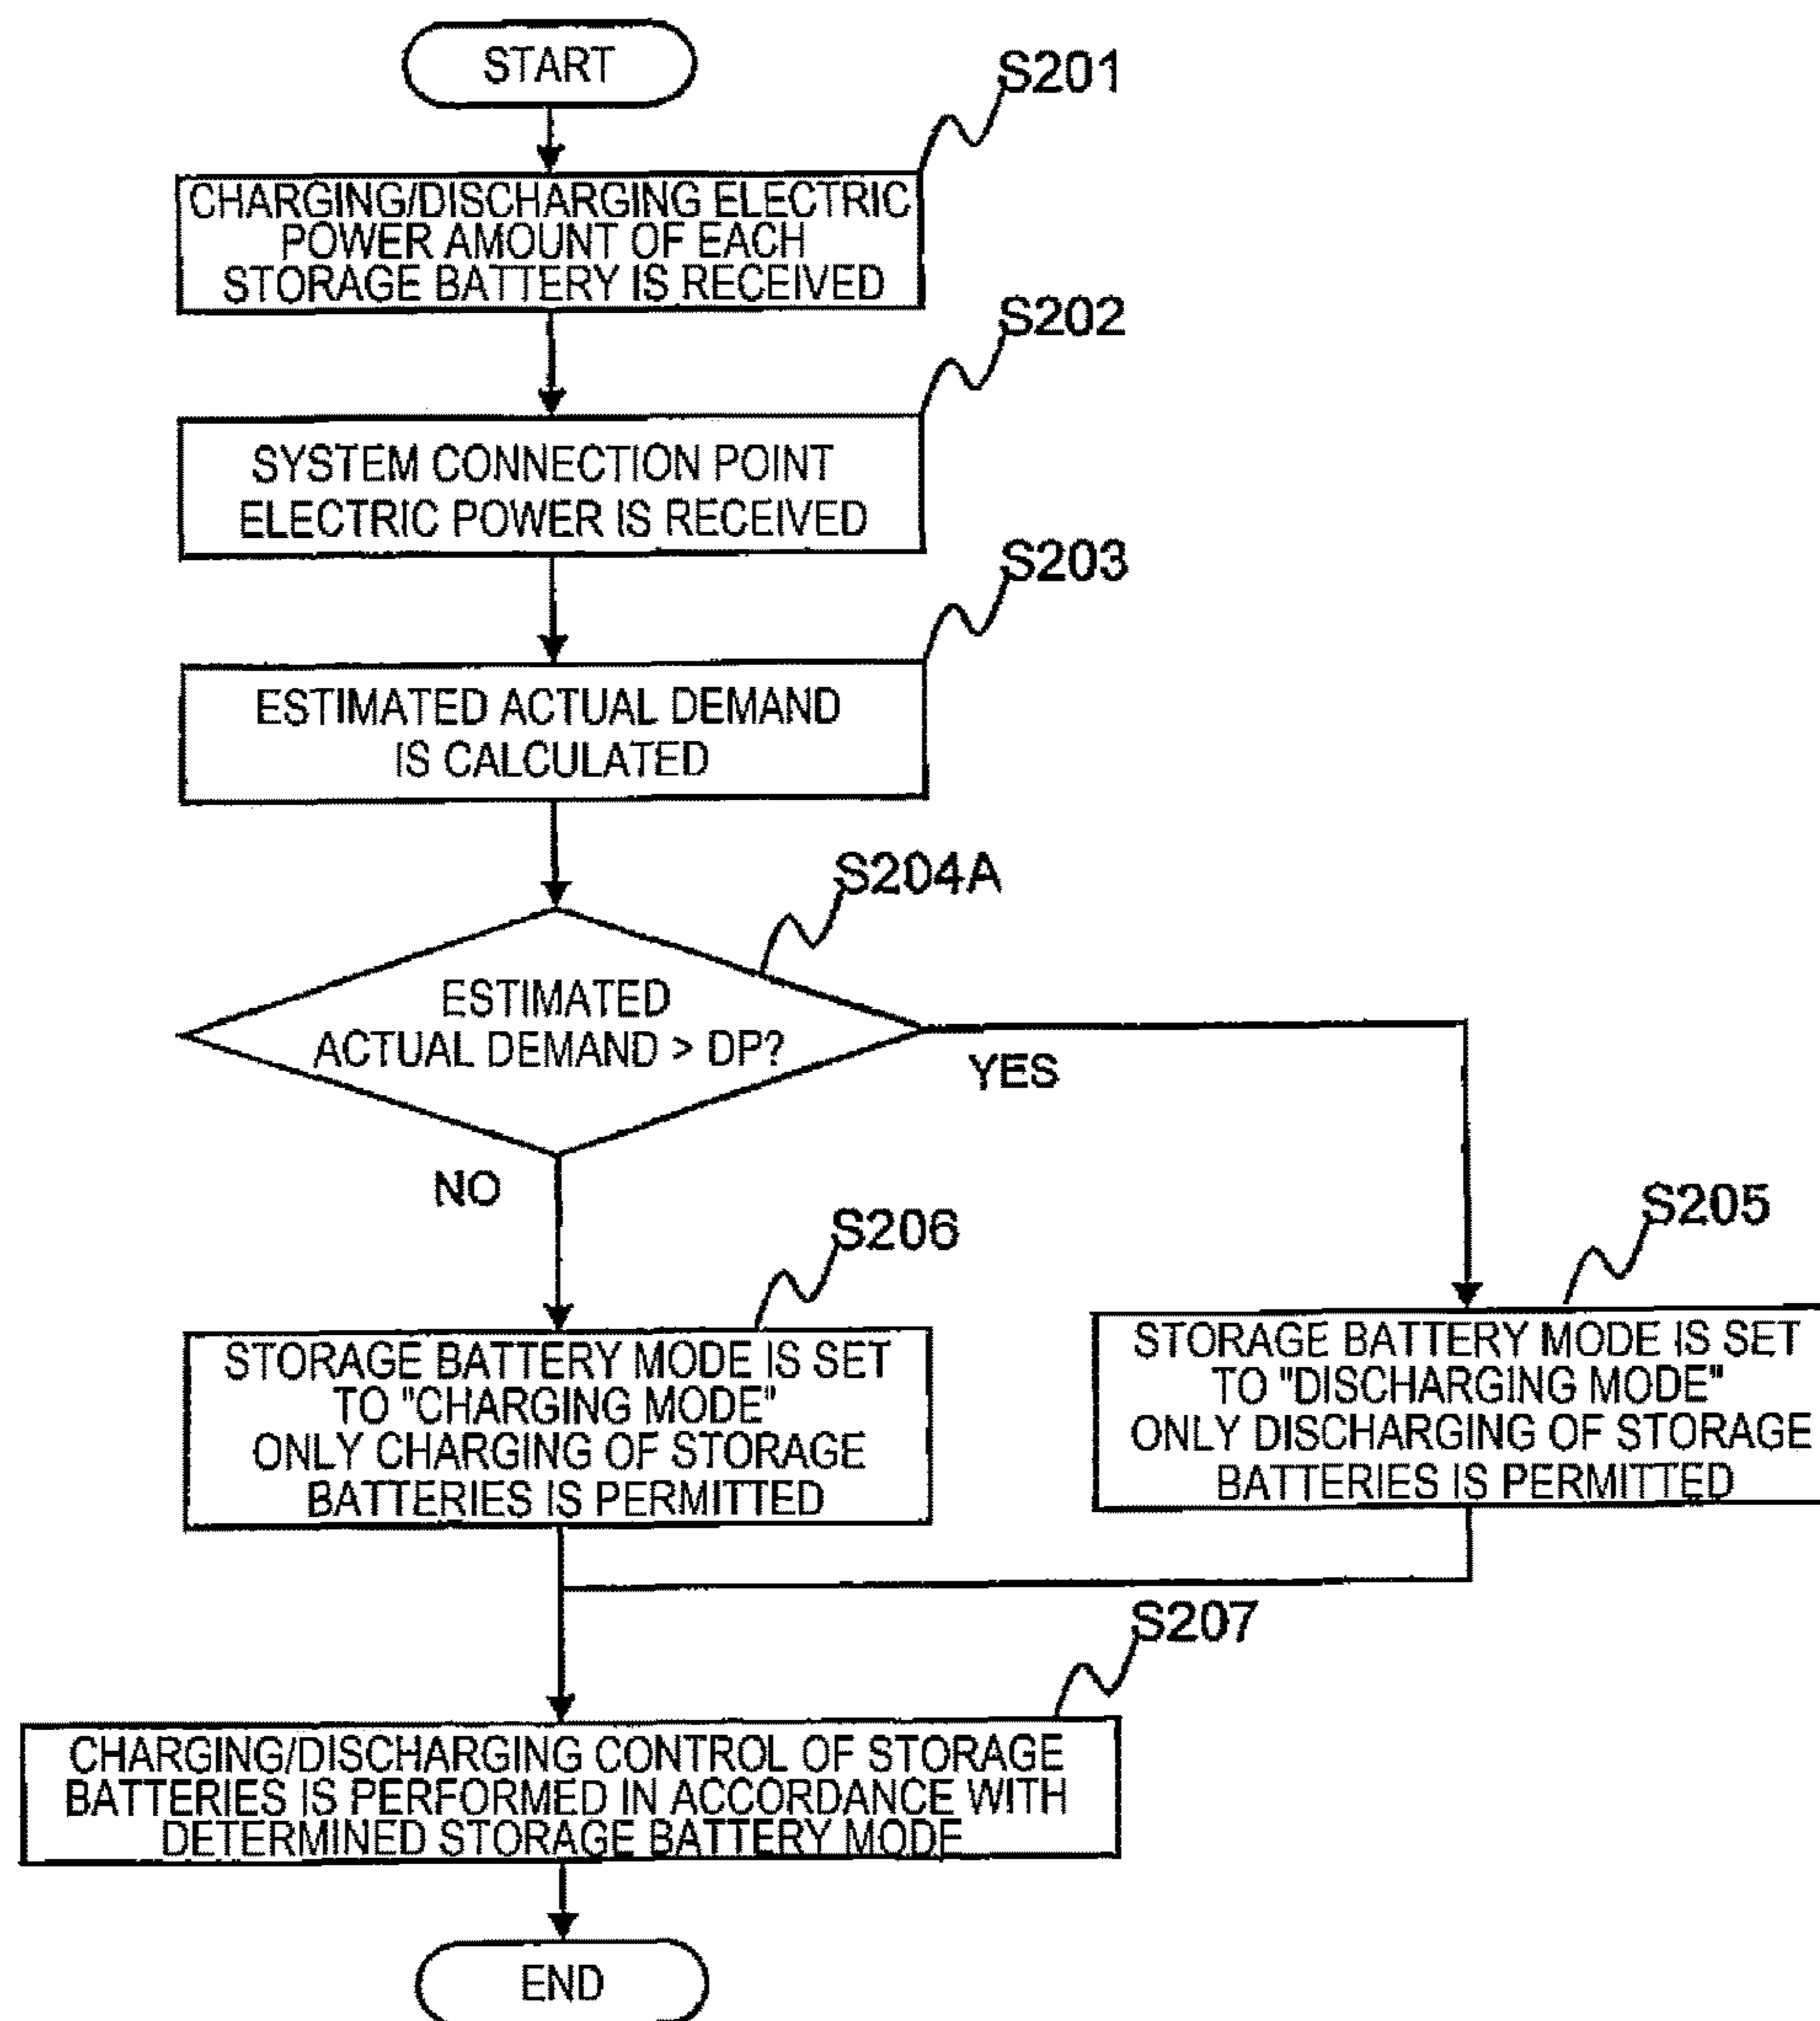 START
S201
CHARGING/DISCHARGING ELECTRIC
POWER AMOUNT OF EACH
STORAGE BATTERY IS RECEIVED
S202
SYSTEM CONNECTION POINT
ELECTRIC POWER IS RECEIVED
S203
ESTIMATED ACTUAL DEMAND
IS CALCULATED
S204A
ESTIMATED
ACTUAL DEMAND > DP?
YES
NO
S206
STORAGE BATTERY MODE IS SET
TO "CHARGING MODE"
ONLY CHARGING OF STORAGE
BATTERIES IS PERMITTED
S205
STORAGE BATTERY MODE IS SET
TO "DISCHARGING MODE"
ONLY DISCHARGING OF STORAGE
BATTERIES IS PERMITTED
S207
CHARGING/DISCHARGING CONTROL OF STORAGE
BATTERIES IS PERFORMED IN ACCORDANCE WITH
DETERMINED STORAGE BATTERY MODE
END